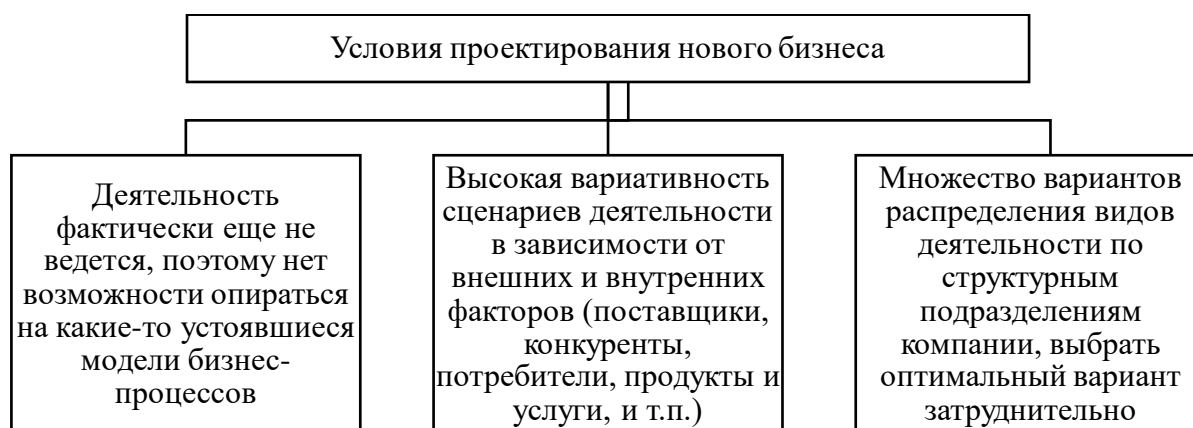 Условия проектирования нового бизнеса
Деятельность
фактически еще не
ведется, поэтому нет
возможности опираться
на какие-то устоявшиеся
модели бизнес-
процессов
Высокая вариативность
сценариев деятельности
в зависимости от
внешних и внутренних
факторов (поставщики,
конкуренты,
потребители, продукты и
услуги, и т.п.)
Множество вариантов
распределения видов
деятельности по
структурным
подразделениям
компании, выбрать
оптимальный вариант
затруднительно